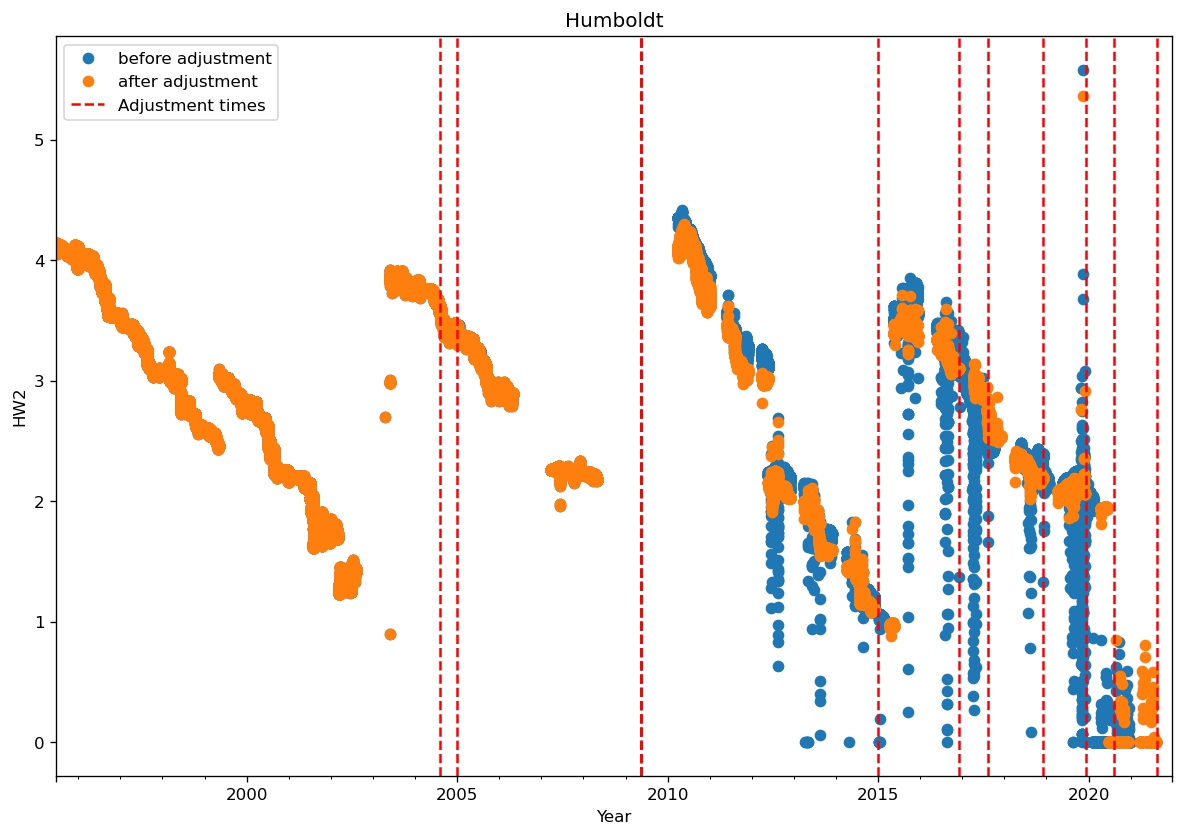 Humboldt
before adjustment
after adjustment
Adjustment times
5
4
3
2
1
0
HW2
2000 2005 2010 2015 2020
Year